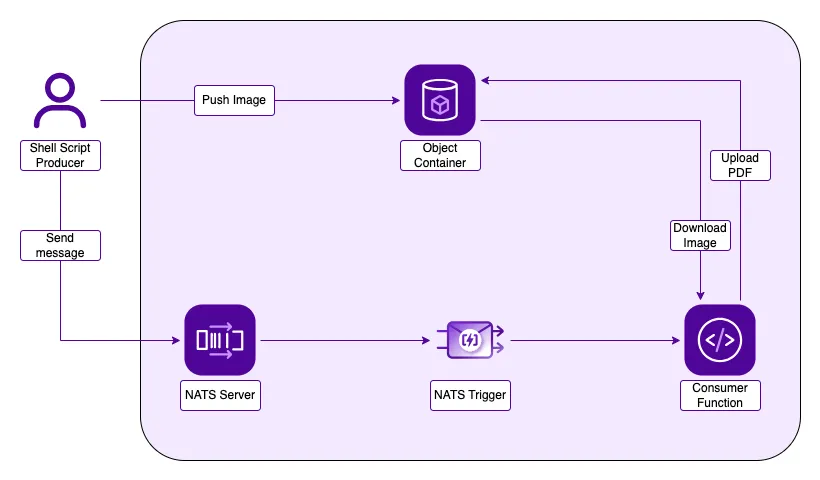 Push Image
Shell Script
Producer
Object
Container
Upload
PDF
Send
message
Download
Image
NATS Server
NATS Trigger
Consumer
Function